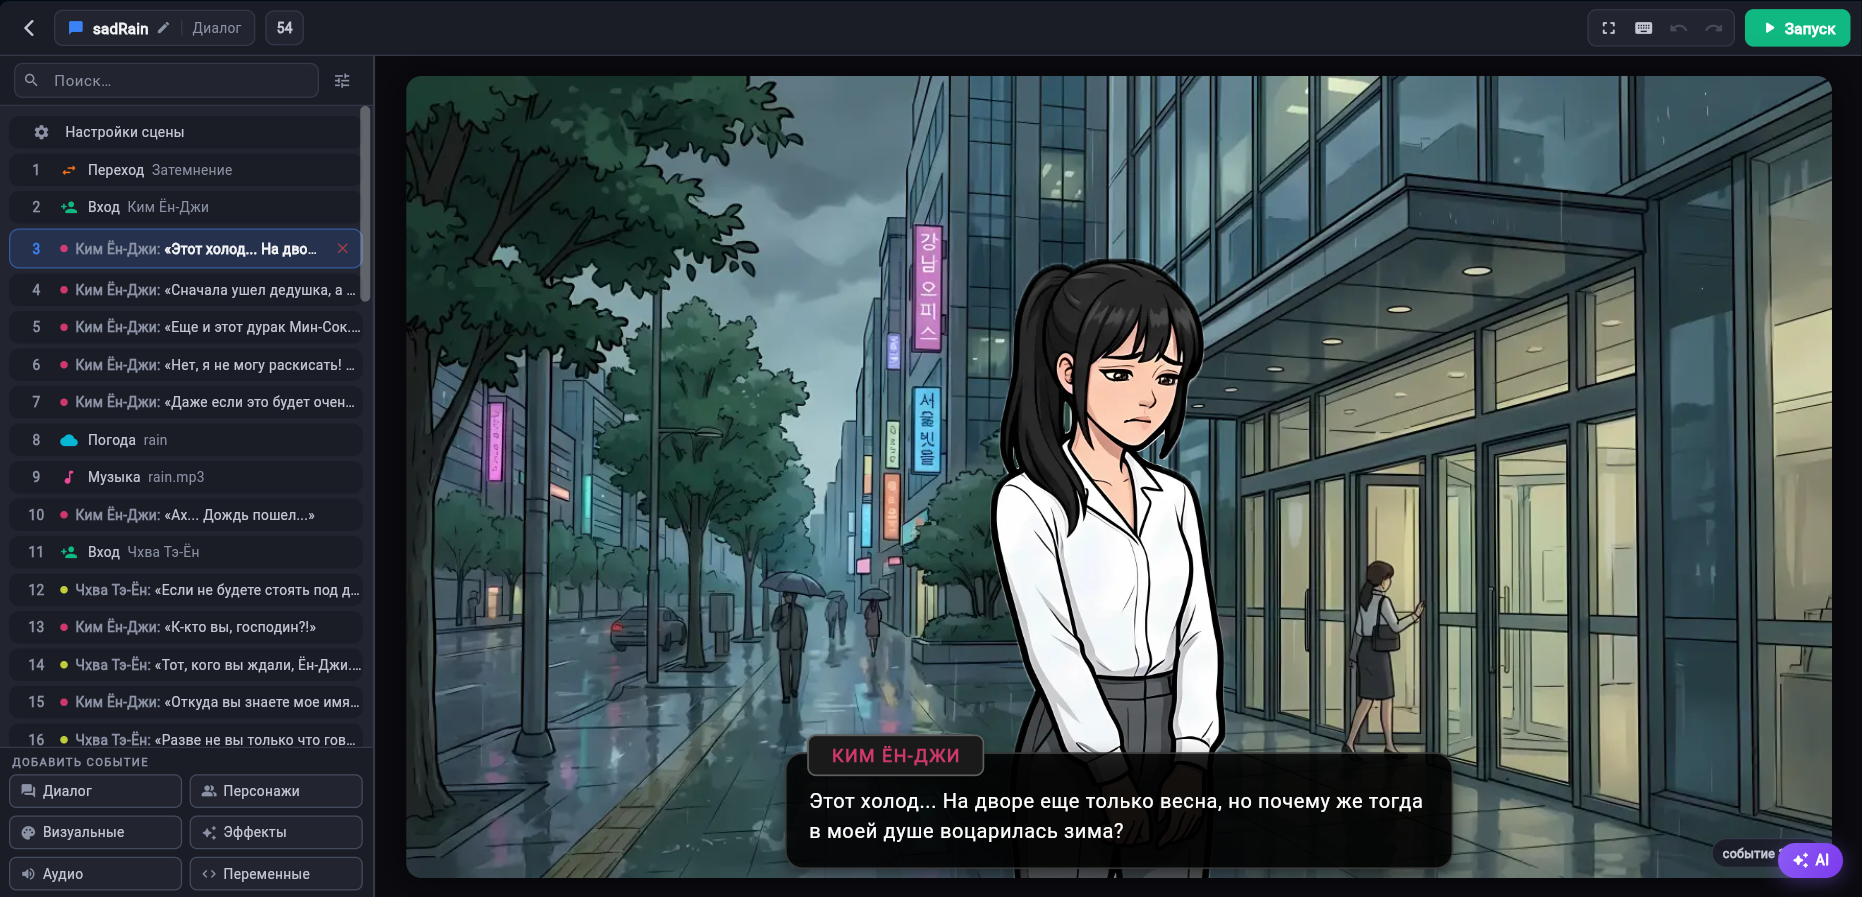 sadRain
Диалог
54
Запуск
Поиск...
Настройки сцены
1 Переход Затемнение
2 Вход Ким Ён-Джи
3 Ким Ён-Джи: «Этот холод... На дво...
4 Ким Ён-Джи: «Сначала ушел дедушка, а ...
5 Ким Ён-Джи: «Еще и этот дурак Мин-Сок...
6 Ким Ён-Джи: «Нет, я не могу раскисать! ...
7 Ким Ён-Джи: «Даже если это будет очен...
8 Погода rain
9 Музыка rain.mp3
10 Ким Ён-Джи: «Ах... Дождь пошел...»
11 Вход Чхва Тэ-Ён
12 Чхва Тэ-Ён: «Если не будете стоять под д...
13 Ким Ён-Джи: «К-кто вы, господин?!»
14 Чхва Тэ-Ён: «Тот, кого вы ждали, Ён-Джи...
15 Ким Ён-Джи: «Откуда вы знаете мое имя...
16 Чхва Тэ-Ён: «Разве не вы только что гов...
ДОБАВИТЬ СОБЫТИЕ
Диалог
Персонажи
Визуальные
Эффекты
Аудио
Переменные
강남오피스
КИМ ЁН-ДЖИ
Этот холод... На дворе еще только весна, но почему же тогда
в моей душе воцарилась зима?
событие
AI